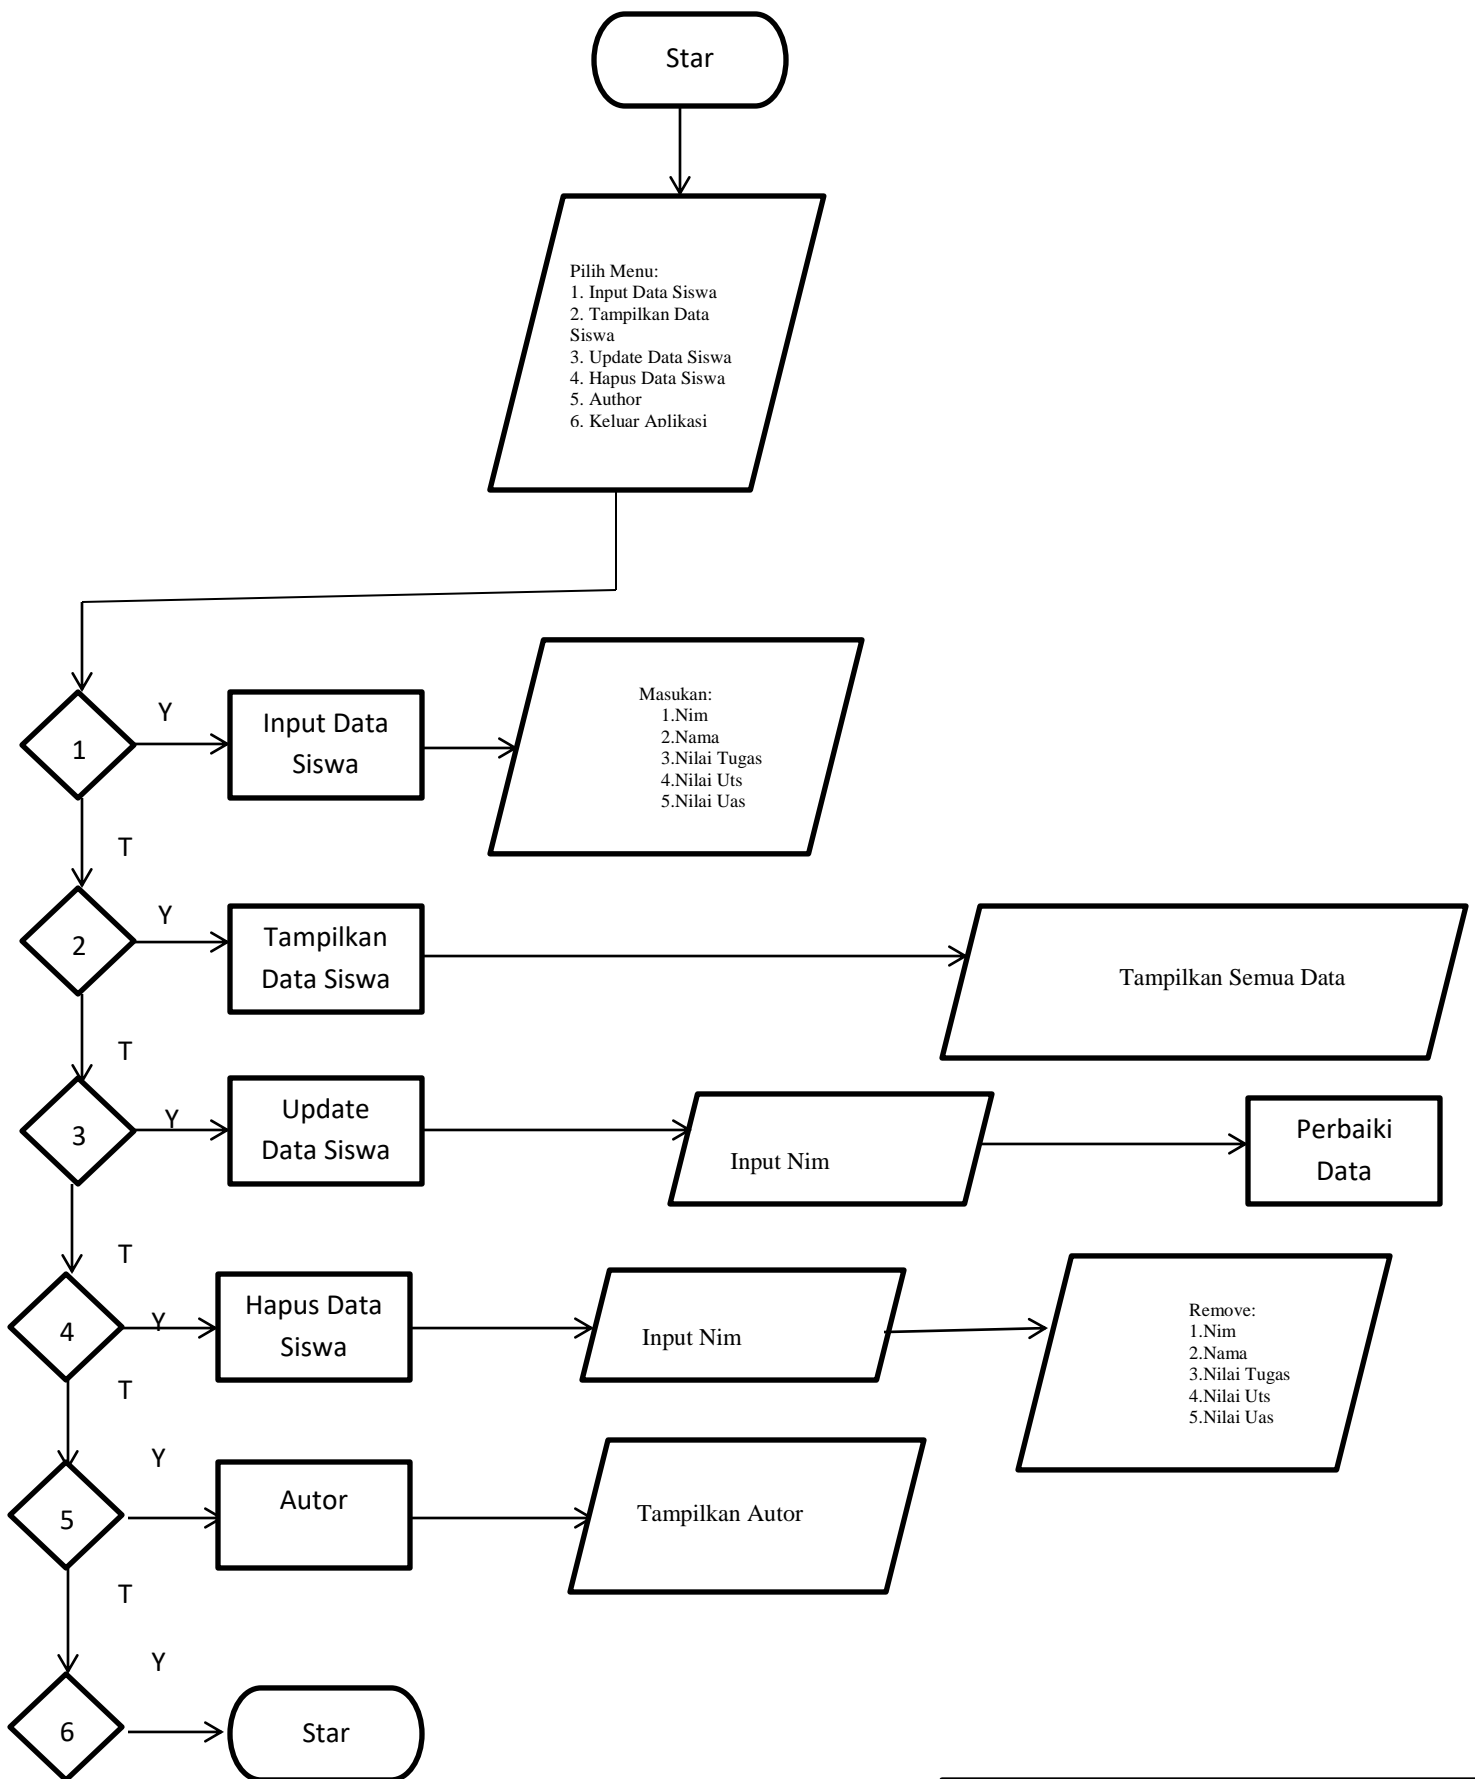 Star
Pilih Menu:
1. Input Data Siswa
2. Tampilkan Data
Siswa
3. Update Data Siswa
4. Hapus Data Siswa
5. Author
6. Keluar Aplikasi
1
Y
Input Data
Siswa
Masukan:
1.Nim
2.Nama
3.Nilai Tugas
4.Nilai Uts
5.Nilai Uas
T
2
Y
Tampilkan
Data Siswa
Tampilkan Semua Data
T
3
Y
Update
Data Siswa
Input Nim
Perbaiki
Data
T
4
Y
Hapus Data
Siswa
Input Nim
Remove:
1.Nim
2.Nama
3.Nilai Tugas
4.Nilai Uts
5.Nilai Uas
T
5
Y
Autor
Tampilkan Autor
T
6
Y
Star